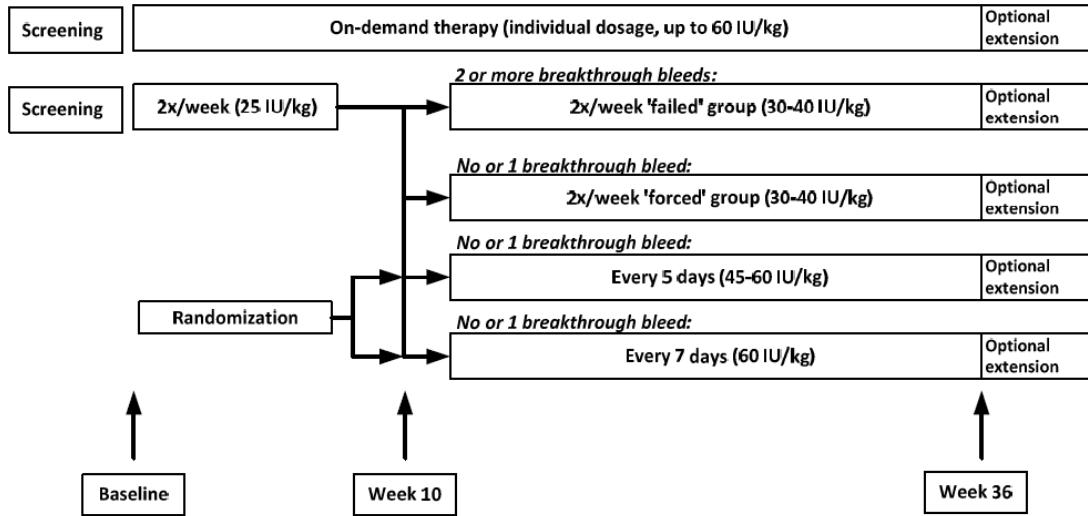 Screening
On-demand therapy (individual dosage, up to 60 IU/kg)
Optional
extension
2 or more breakthrough bleeds:
Screening
2x/week (25 IU/kg)
2x/week 'failed' group (30-40 IU/kg)
Optional
extension
No or 1 breakthrough bleed:
2x/week 'forced' group (30-40 IU/kg)
Optional
extension
No or 1 breakthrough bleed:
Every 5 days (45-60 IU/kg)
Optional
extension
Randomization
No or 1 breakthrough bleed:
Every 7 days (60 IU/kg)
Optional
extension
Baseline
Week 10
Week 36